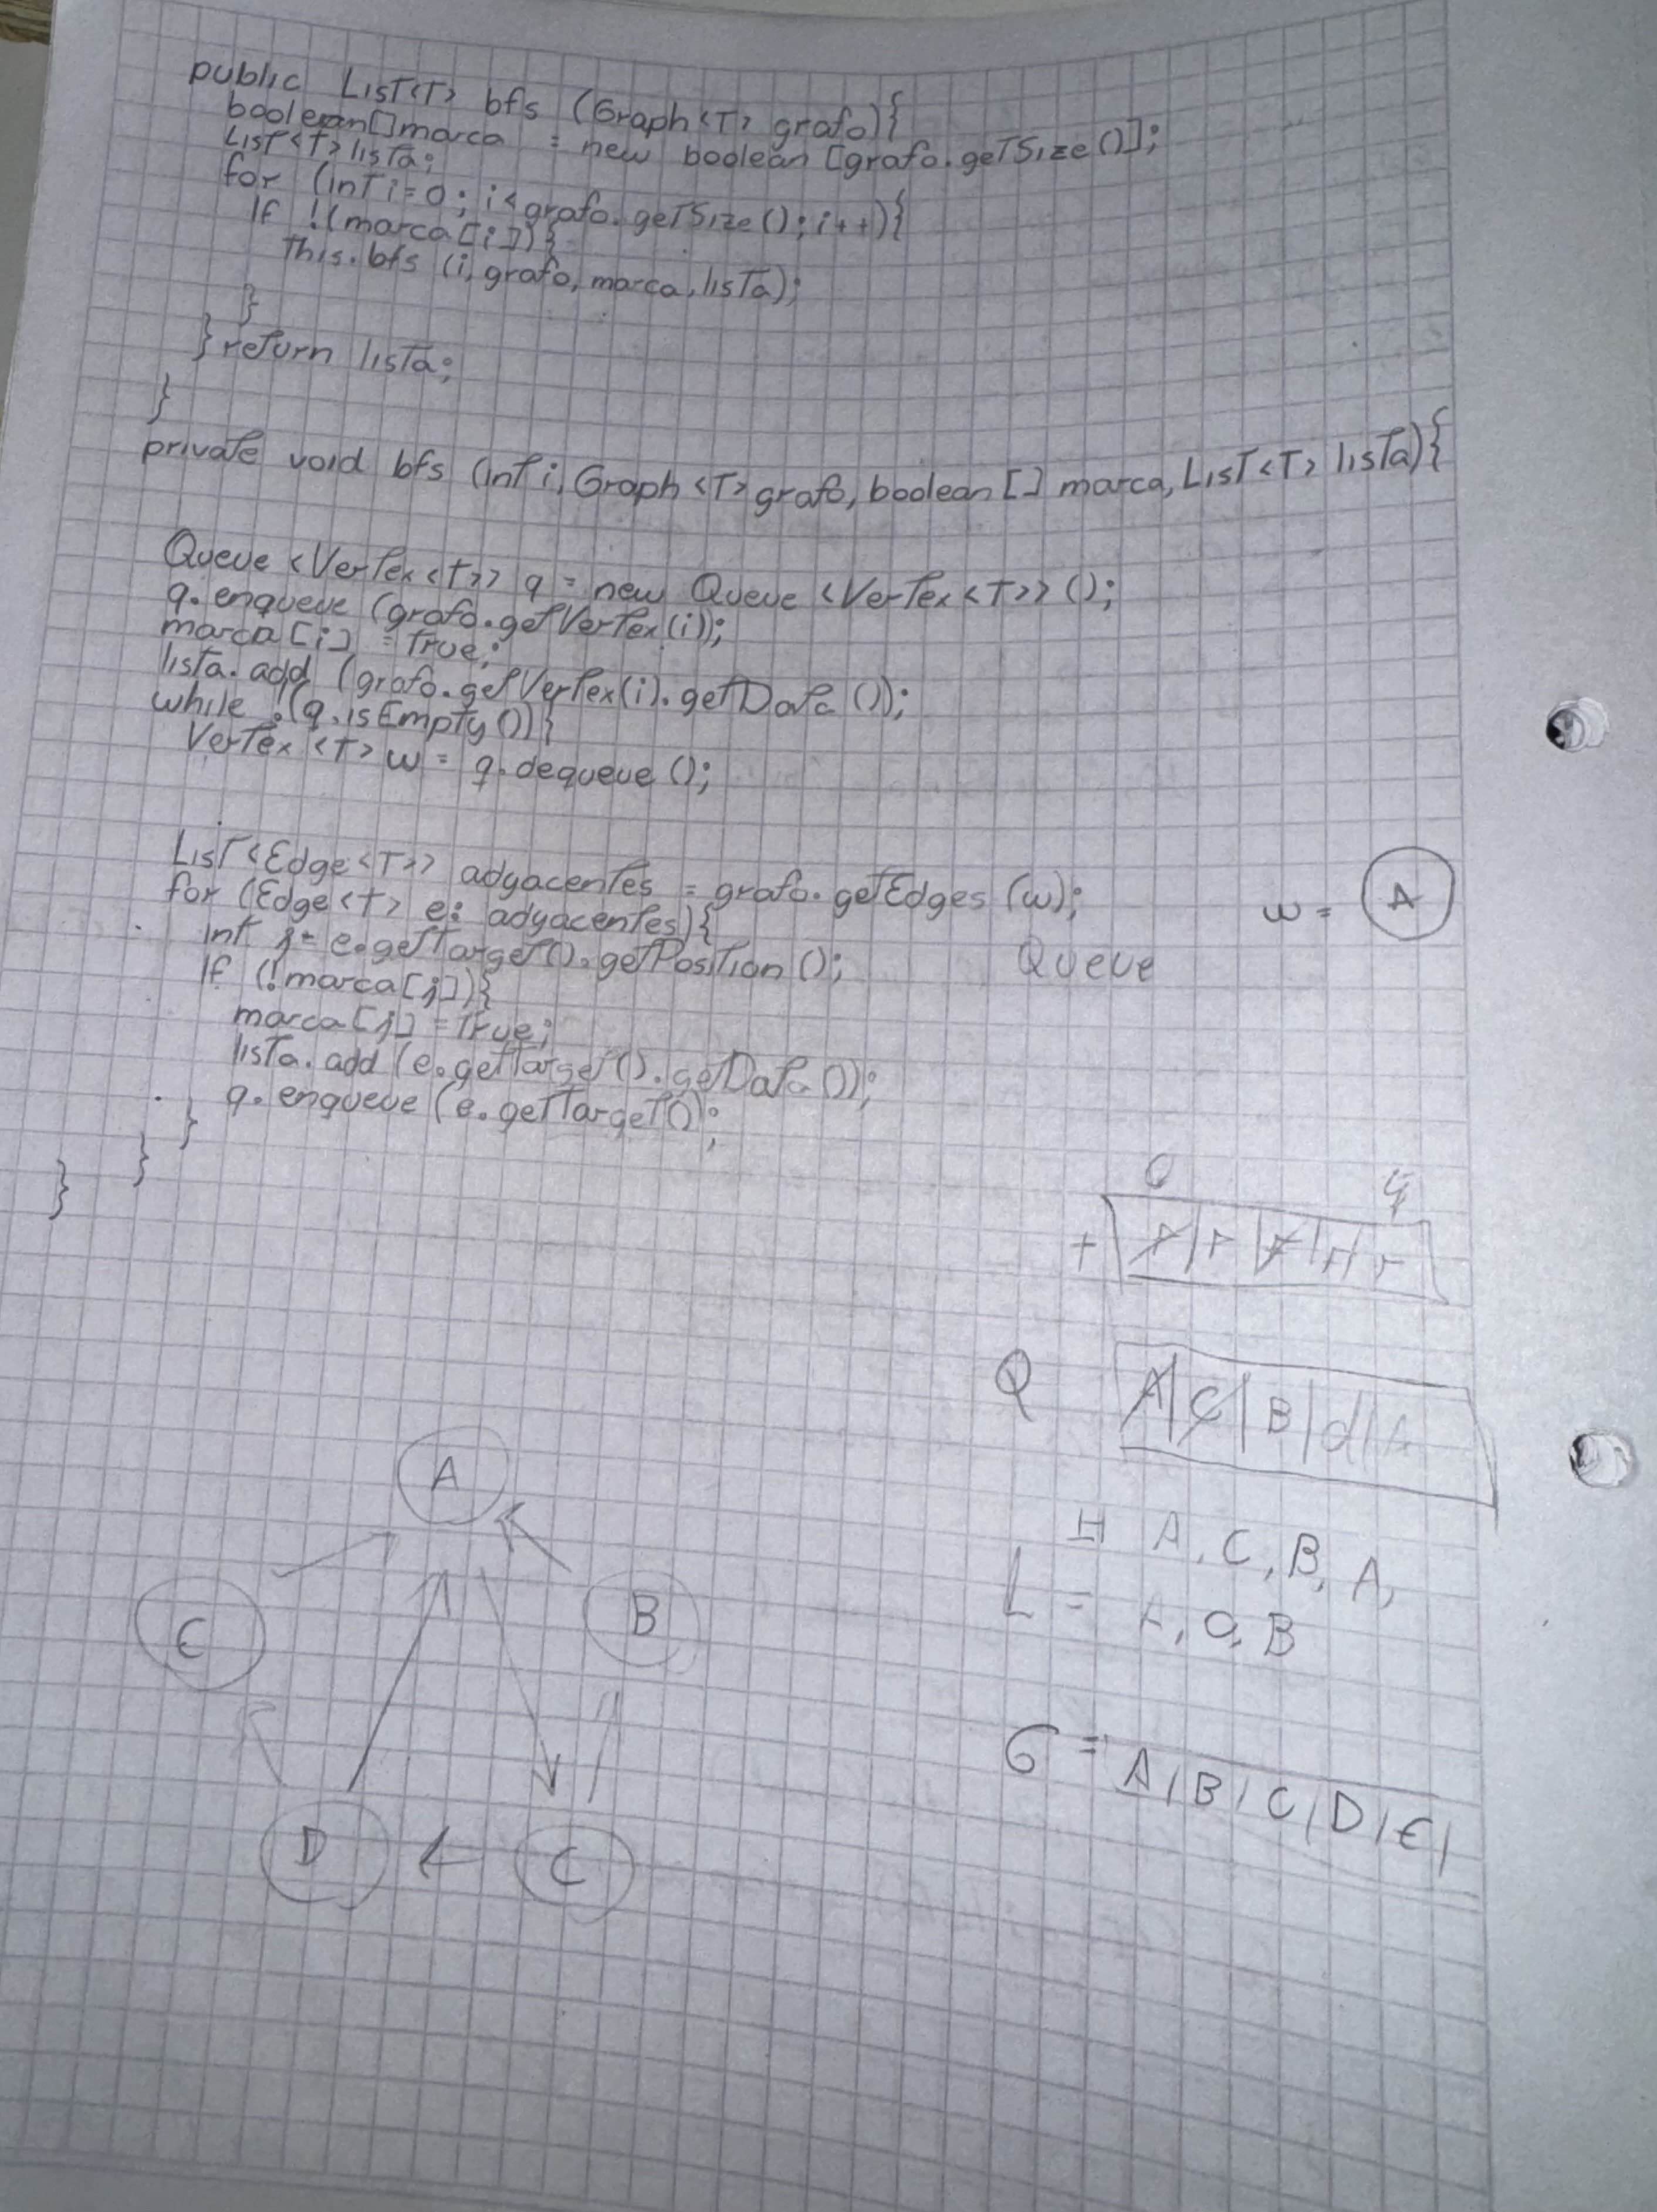 public List<T> bfs (Graph<T> grafo){
boolean[]marca = new boolean [grafo.getSize()];
List<T> lista;
for (int i=0; i<grafo.getSize(); i++){
If !(marca[i]){
This.bfs (i, grafo, marca, lista);
}
} return lista;
}
private void bfs (int i, Graph<T> grafo, boolean[] marca, List<T> lista){
Queue <Vertex<T>> q = new Queue <Vertex<T>> ();
q.enqueue (grafo.getVertex(i));
marca[i] = True;
lista.add (grafo.getVertex(i).getData());
while !(q.isEmpty()){
Vertex <T> w = q.dequeue ();
List<Edge<T>> adyacentes = grafo.getEdges (w);
for (Edge<T> e: adyacentes){
int j= e.getTarget().getPosition();
If (!marca[j]){
marca[j] = True;
lista.add (e.getTarget().getData());
q.enqueue (e.getTarget();
}
}
}
w = A
Queue
0 4
Q A|C|B|d|
A, C, B, A,
L =
G = A|B|C|D|E|
A
E B
D C